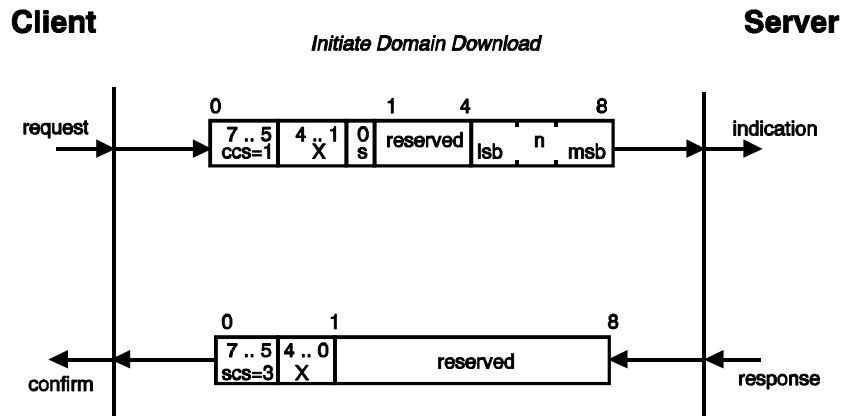 Client
Server
Initiate Domain Download
0 1 4 8
request
7 .. 5 4 .. 1 0 reserved n
indication
ccs=1 X s lsb msb
0 1 8
7 .. 5 4 .. 0 reserved
scs=3 X
confirm
response